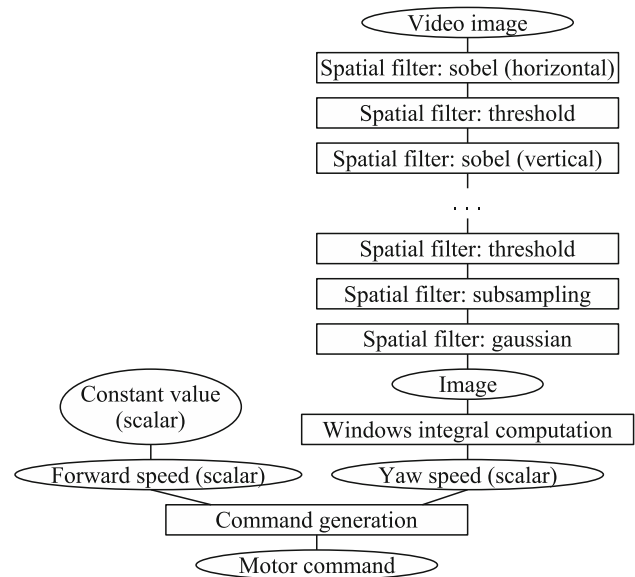 Video image
Spatial filter: sobel (horizontal)
Spatial filter: threshold
Spatial filter: sobel (vertical)
. . .
Spatial filter: threshold
Spatial filter: subsampling
Spatial filter: gaussian
Image
Constant value
(scalar)
Windows integral computation
Forward speed (scalar)
Yaw speed (scalar)
Command generation
Motor command